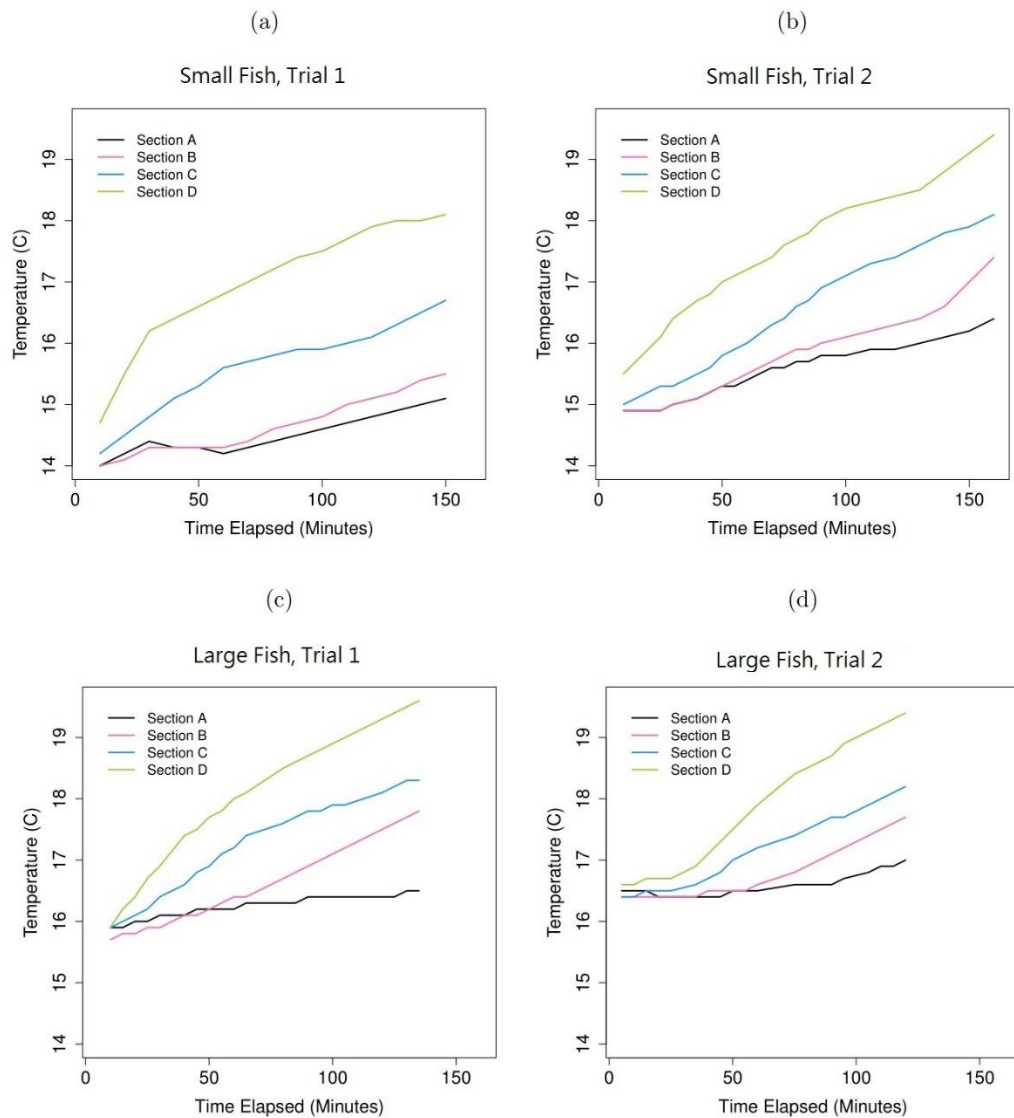 (a)
Small Fish, Trial 1
Section A
Section B
Section C
Section D
19
18
17
16
15
14
Temperature (C)
0 50 100 150
Time Elapsed (Minutes)
(b)
Small Fish, Trial 2
Section A
Section B
Section C
Section D
19
18
17
16
15
14
Temperature (C)
0 50 100 150
Time Elapsed (Minutes)
(c)
Large Fish, Trial 1
Section A
Section B
Section C
Section D
19
18
17
16
15
14
Temperature (C)
0 50 100 150
Time Elapsed (Minutes)
(d)
Large Fish, Trial 2
Section A
Section B
Section C
Section D
19
18
17
16
15
14
Temperature (C)
0 50 100 150
Time Elapsed (Minutes)